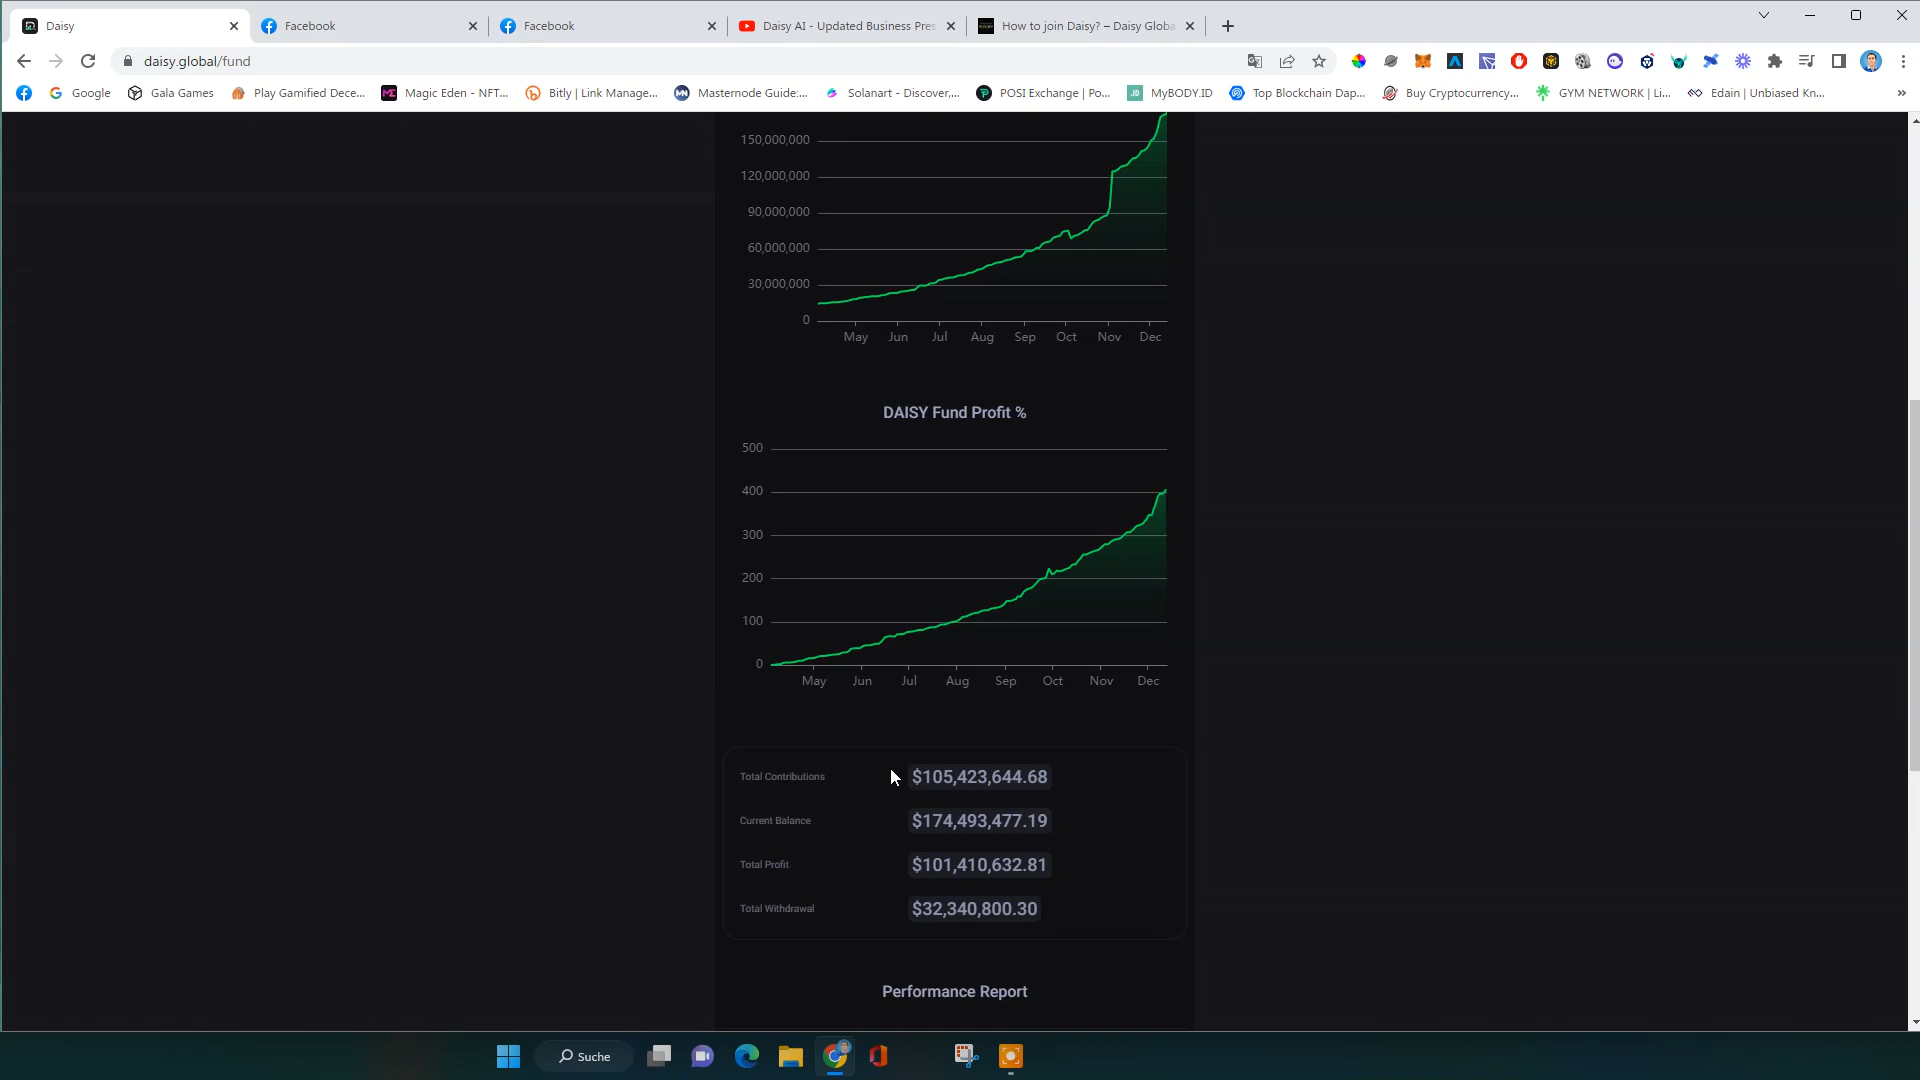 Daisy
Facebook
Facebook
Daisy AI - Updated Business Pres
How to join Daisy? – Daisy Globa
daisy.global/fund
Google
Gala Games
Play Gamified Dece...
Magic Eden - NFT...
Bitly | Link Manage...
Masternode Guide:...
Solanart - Discover,...
POSI Exchange | Po...
MyBODY.ID
Top Blockchain Dap...
Buy Cryptocurrency...
GYM NETWORK | Li...
Edain | Unbiased Kn...
150,000,000
120,000,000
90,000,000
60,000,000
30,000,000
0
May Jun Jul Aug Sep Oct Nov Dec
DAISY Fund Profit %
500
400
300
200
100
0
May Jun Jul Aug Sep Oct Nov Dec
Total Contributions $105,423,644.68
Current Balance $174,493,477.19
Total Profit $101,410,632.81
Total Withdrawal $32,340,800.30
Performance Report
Suche